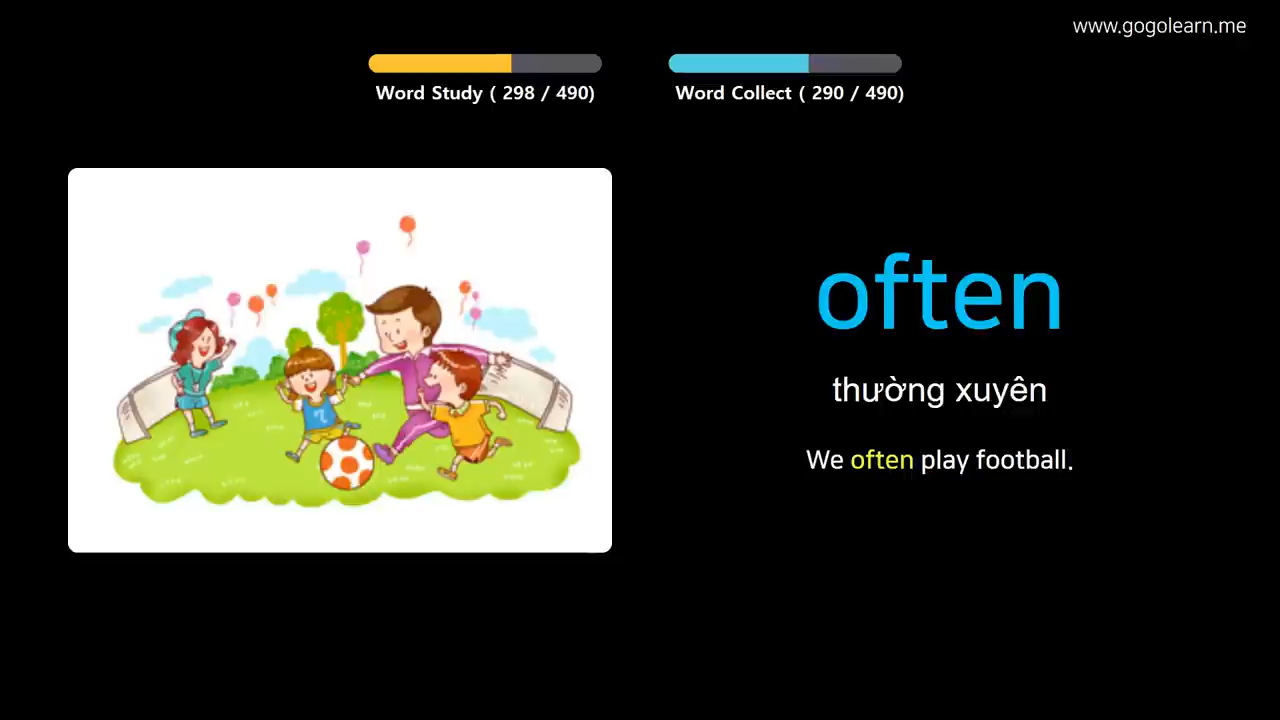 www.gogolearn.me
Word Study ( 298 / 490)
Word Collect ( 290 / 490)
often
thường xuyên
We often play football.